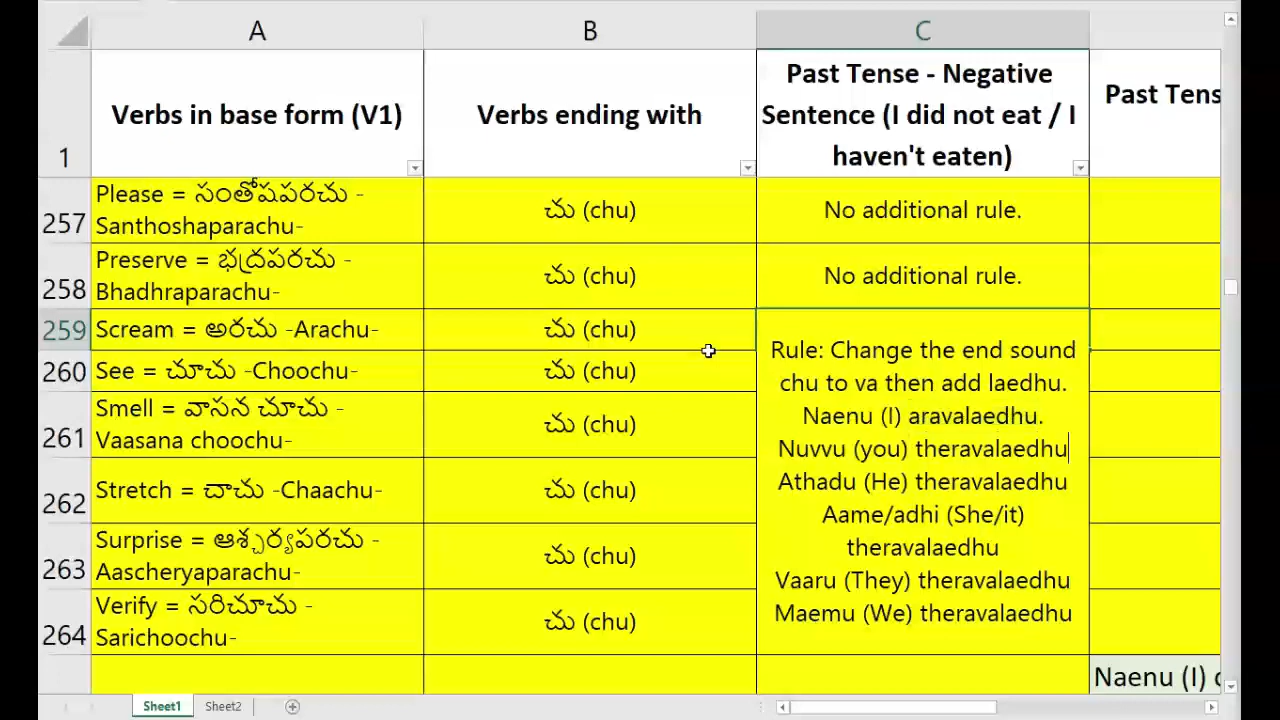 A B C
Verbs in base form (V1)
Verbs ending with
Past Tense - Negative
Sentence (I did not eat / I
haven't eaten)
Past Tens
1
257
Please = సంతోషపరచు -
Santhoshaparachu-
చు (chu)
No additional rule.
258
Preserve = భద్రపరచు -
Bhadhraparachu-
చు (chu)
No additional rule.
259
Scream = అరచు -Arachu-
చు (chu)
260
See = చూచు -Choochu-
చు (chu)
261
Smell = వాసన చూచు -
Vaasana choochu-
చు (chu)
262
Stretch = చాచు -Chaachu-
చు (chu)
263
Surprise = ఆశ్చర్యపరచు -
Aascheryaparachu-
చు (chu)
264
Verify = సరిచూచు -
Sarichoochu-
చు (chu)
Rule: Change the end sound
chu to va then add laedhu.
Naenu (I) aravalaedhu.
Nuvvu (you) theravalaedhu
Athadu (He) theravalaedhu
Aame/adhi (She/it)
theravalaedhu
Vaaru (They) theravalaedhu
Maemu (We) theravalaedhu
Naenu (I)
Sheet1 Sheet2